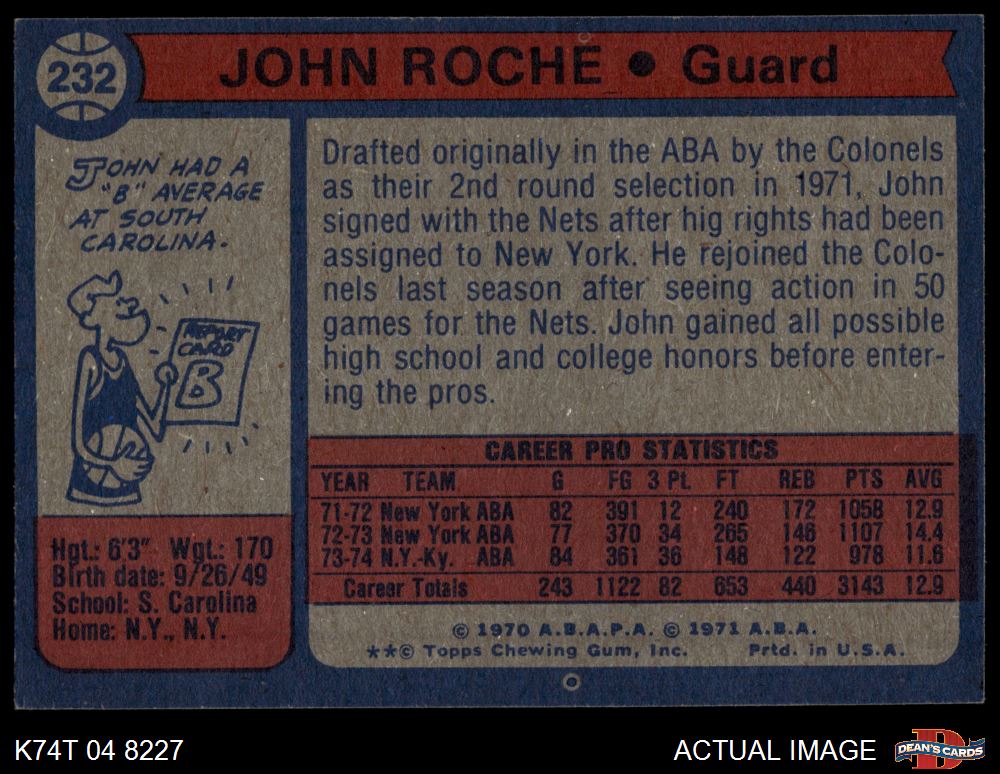 232
JOHN ROCHE ● Guard
JOHN HAD A
"B" AVERAGE
AT SOUTH
CAROLINA.
REPORT
CARD
B
Hgt.: 6'3" Wgt.: 170
Birth date: 9/26/49
School: S. Carolina
Home: N.Y., N.Y.
Drafted originally in the ABA by the Colonels
as their 2nd round selection in 1971, John
signed with the Nets after hig rights had been
assigned to New York. He rejoined the Colo-
nels last season after seeing action in 50
games for the Nets. John gained all possible
high school and college honors before enter-
ing the pros.
CAREER PRO STATISTICS
YEAR TEAM G FG 3 Pt. FT REB PTS AVG
71-72 New York ABA 82 391 12 240 172 1058 12.9
72-73 New York ABA 77 370 34 265 146 1107 14.4
73-74 N.Y.-Ky. ABA 84 361 36 148 122 978 11.6
Career Totals 243 1122 82 653 440 3143 12.9
© 1970 A.B.A.P.A. © 1971 A.B.A.
**© Topps Chewing Gum, Inc. Prtd. in U.S.A.
K74T 04 8227
ACTUAL IMAGE
DEAN'S CARDS